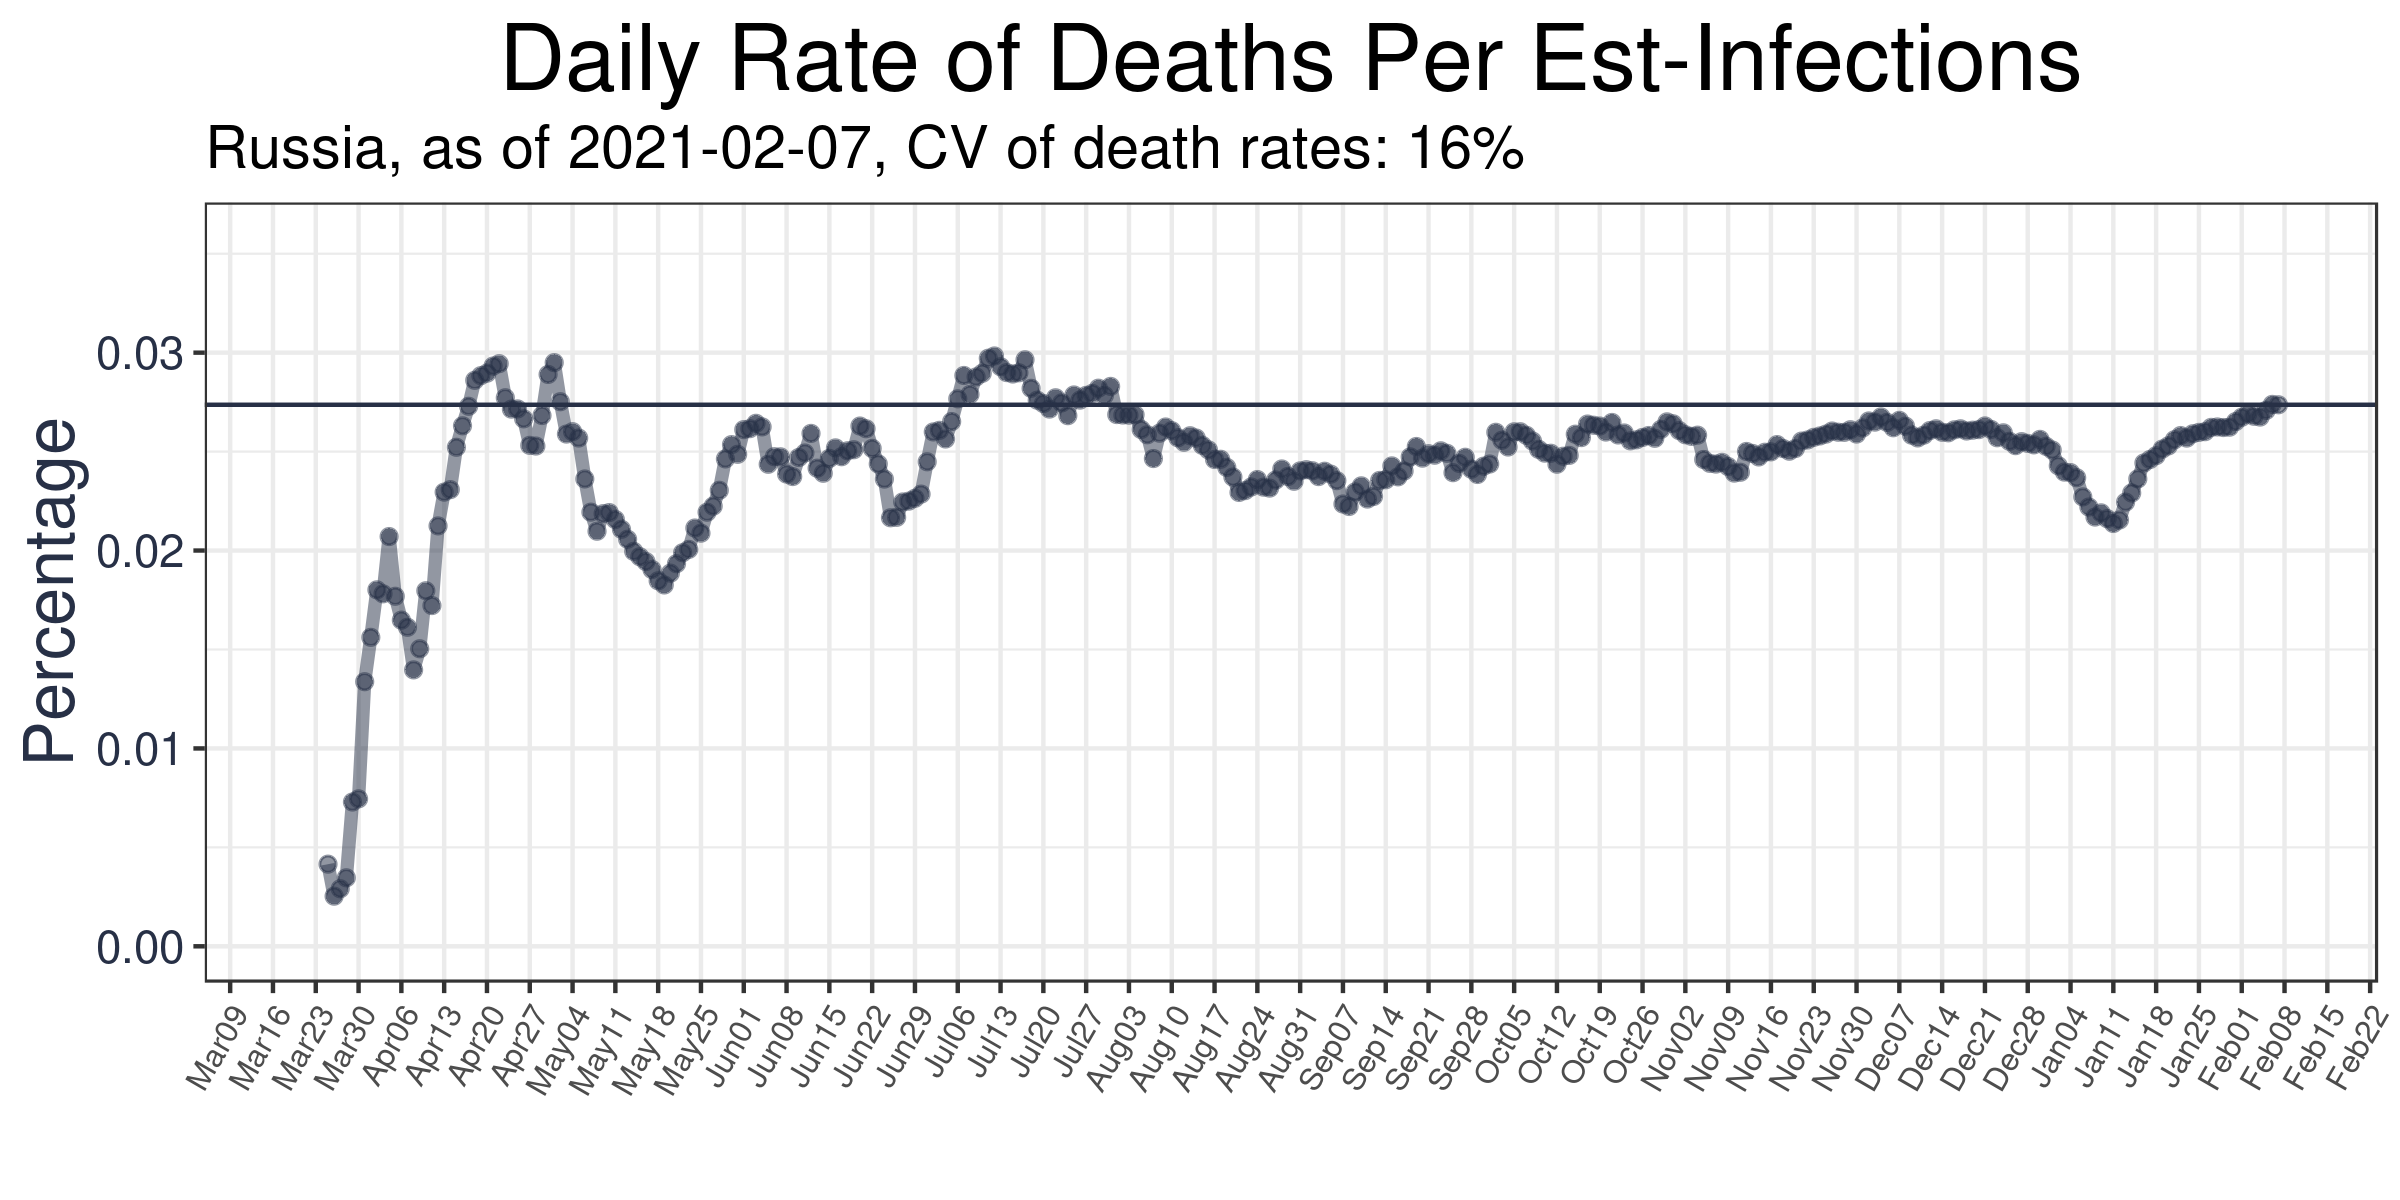 Daily Rate of Deaths Per Est-Infections
Russia, as of 2021-02-07, CV of death rates: 16%
Percentage
0.03
0.02
0.01
0.00
Mar09
Mar16
Mar23
Mar30
Apr06
Apr13
Apr20
Apr27
May04
May11
May18
May25
Jun01
Jun08
Jun15
Jun22
Jun29
Jul06
Jul13
Jul20
Jul27
Aug03
Aug10
Aug17
Aug24
Aug31
Sep07
Sep14
Sep21
Sep28
Oct05
Oct12
Oct19
Oct26
Nov02
Nov09
Nov16
Nov23
Nov30
Dec07
Dec14
Dec21
Dec28
Jan04
Jan11
Jan18
Jan25
Feb01
Feb08
Feb15
Feb22